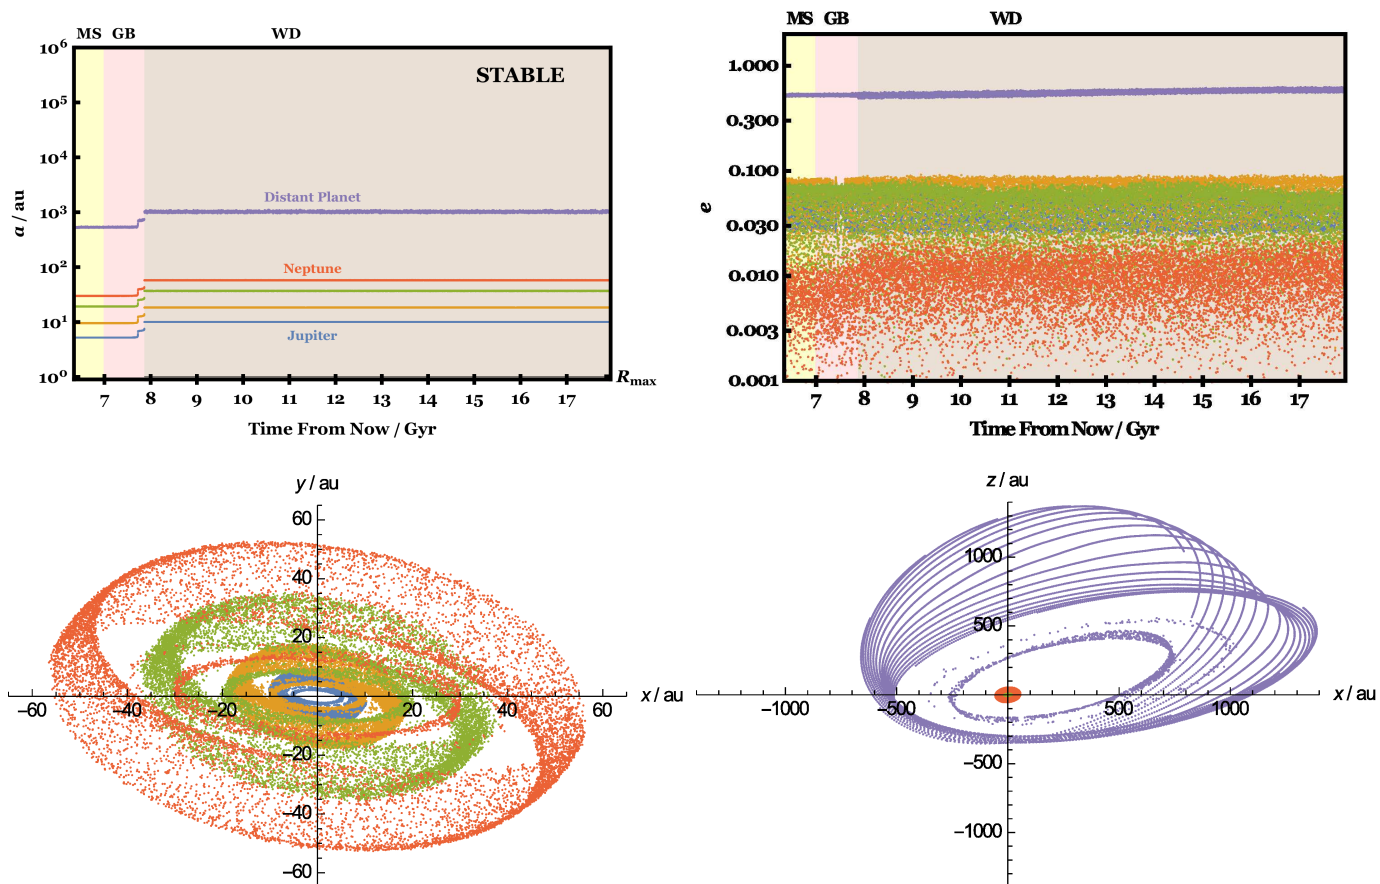 MS GB WD
10⁶
STABLE
10⁵
10⁴
a / au
Distant Planet
10³
10²
Neptune
10¹
Jupiter
10⁰
R_max
7 8 9 10 11 12 13 14 15 16 17
Time From Now / Gyr
MS GB WD
1.000
0.300
0.100
e
0.030
0.010
0.003
0.001
7 8 9 10 11 12 13 14 15 16 17
Time From Now / Gyr
y / au
60
40
20
x / au
−60 −40 −20 20 40 60
−20
−40
−60
z / au
1000
500
x / au
−1000 −500 500 1000
−500
−1000